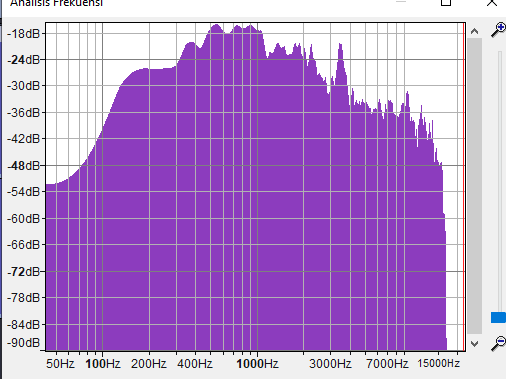 Analisis Frekuensi
-18dB
-24dB
-30dB
-36dB
-42dB
-48dB
-54dB
-60dB
-66dB
-72dB
-78dB
-84dB
-90dB
50Hz 100Hz 200Hz 400Hz 1000Hz 3000Hz 7000Hz 15000Hz